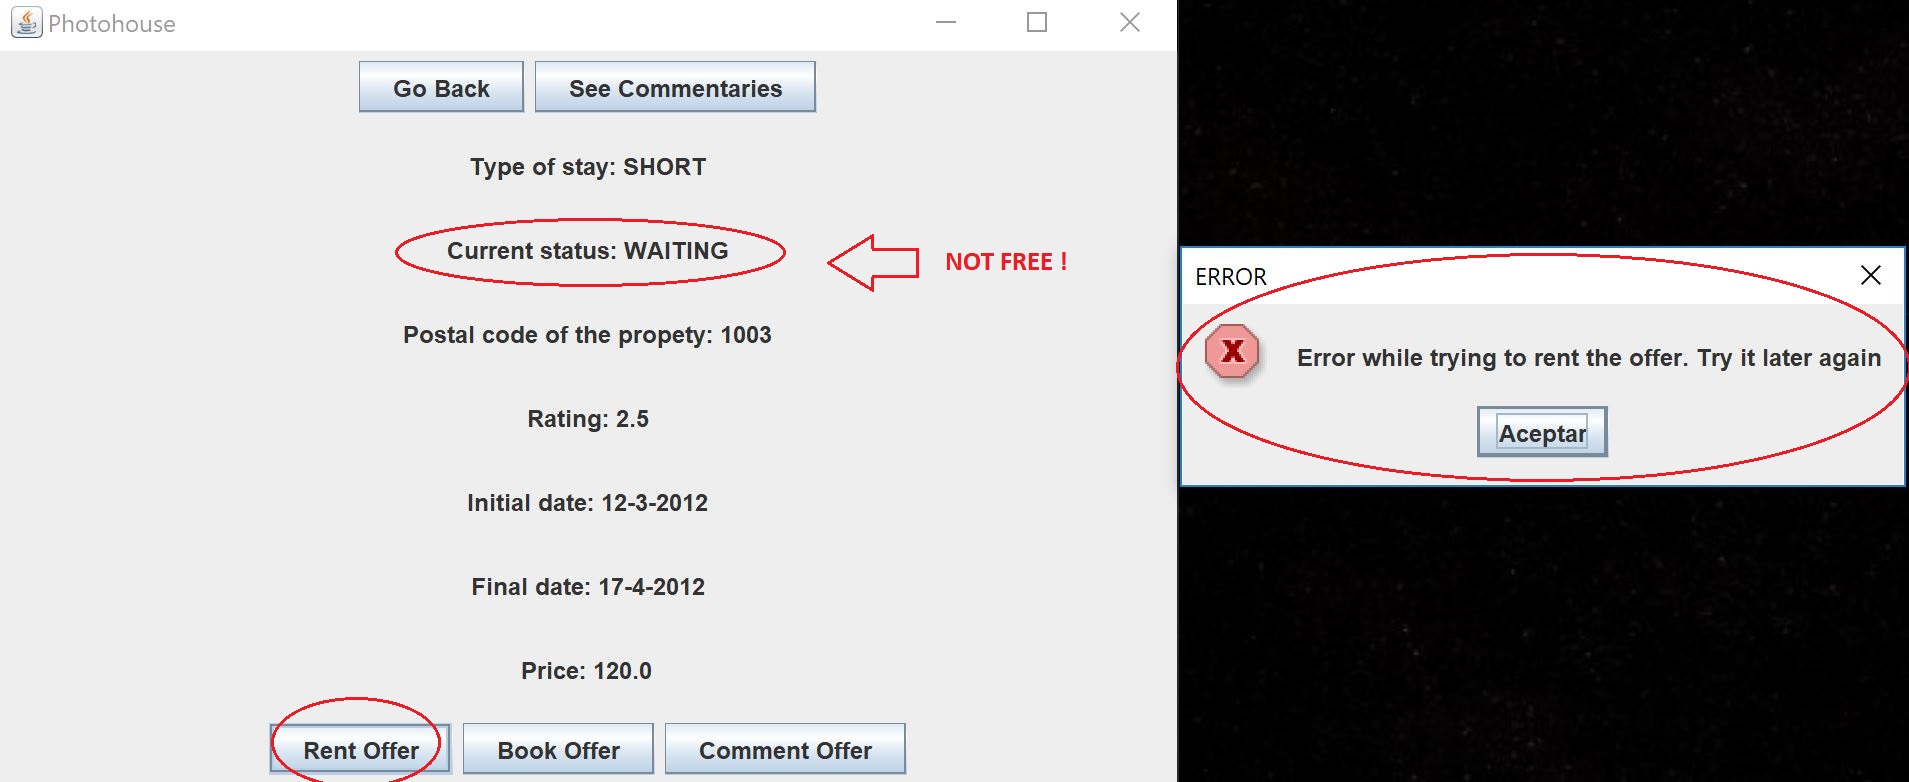 Photohouse
Go Back See Commentaries
Type of stay: SHORT
Current status: WAITING
NOT FREE !
Postal code of the propety: 1003
Rating: 2.5
Initial date: 12-3-2012
Final date: 17-4-2012
Price: 120.0
Rent Offer Book Offer Comment Offer
ERROR
X
Error while trying to rent the offer. Try it later again
Aceptar